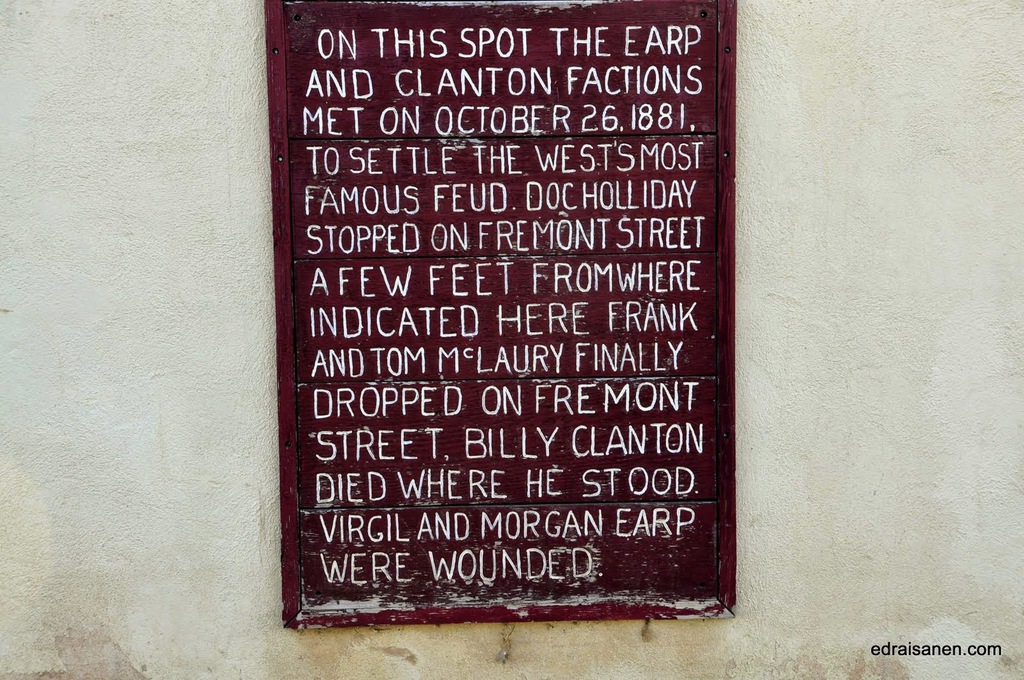 ON THIS SPOT THE EARP
AND CLANTON FACTIONS
MET ON OCTOBER 26, 1881,
TO SETTLE THE WEST'S MOST
FAMOUS FEUD. DOC HOLLIDAY
STOPPED ON FREMONT STREET
A FEW FEET FROM WHERE
INDICATED HERE FRANK
AND TOM McLAURY FINALLY
DROPPED ON FREMONT
STREET, BILLY CLANTON
DIED WHERE HE STOOD.
VIRGIL AND MORGAN EARP
WERE WOUNDED.
edraisanen.com